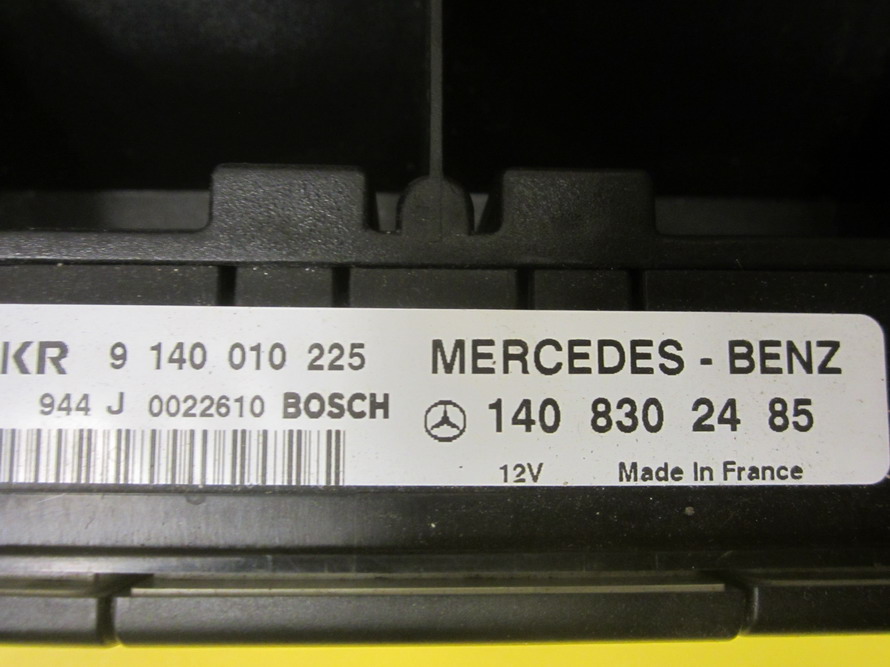 KR 9 140 010 225
944 J 0022610 BOSCH
MERCEDES - BENZ
140 830 24 85
12V Made In France